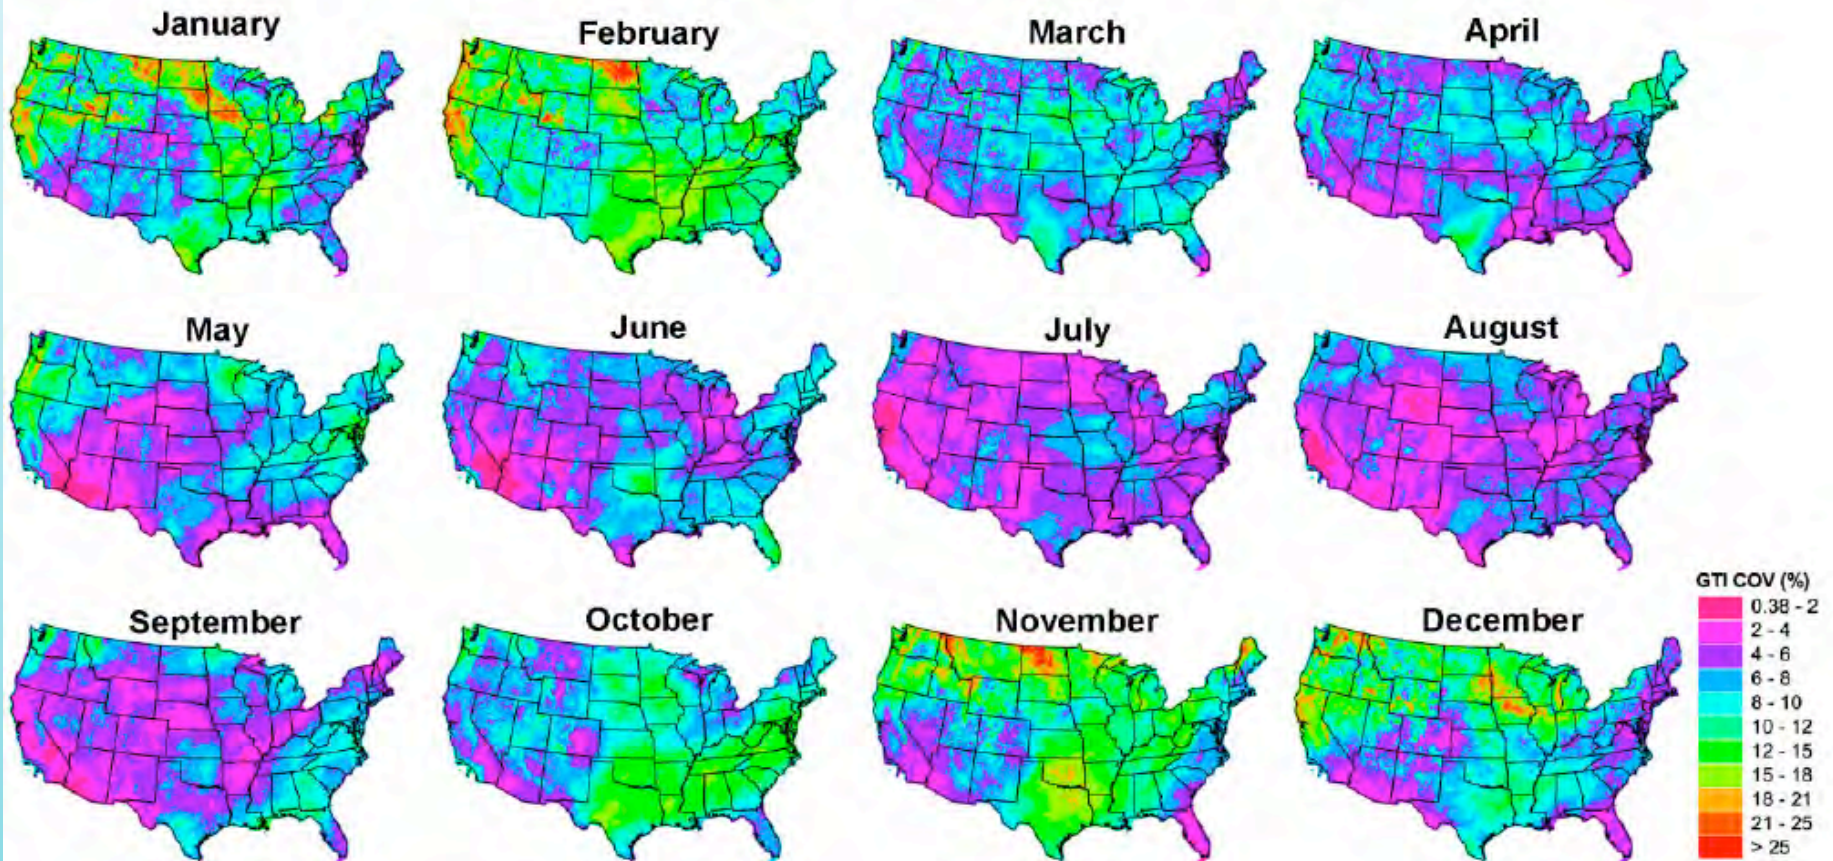 January
February
March
April
May
June
July
August
September
October
November
December
GTI COV (%)
0.38 - 2
2 - 4
4 - 6
6 - 8
8 - 10
10 - 12
12 - 15
15 - 18
18 - 21
21 - 25
> 25